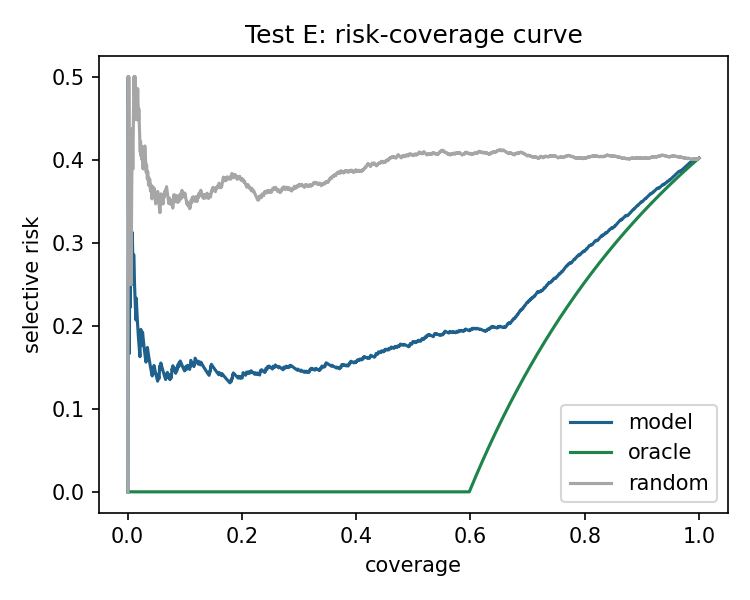 Test E: risk-coverage curve
0.5
0.4
0.3
0.2
0.1
0.0
selective risk
0.0 0.2 0.4 0.6 0.8 1.0
coverage
model
oracle
random